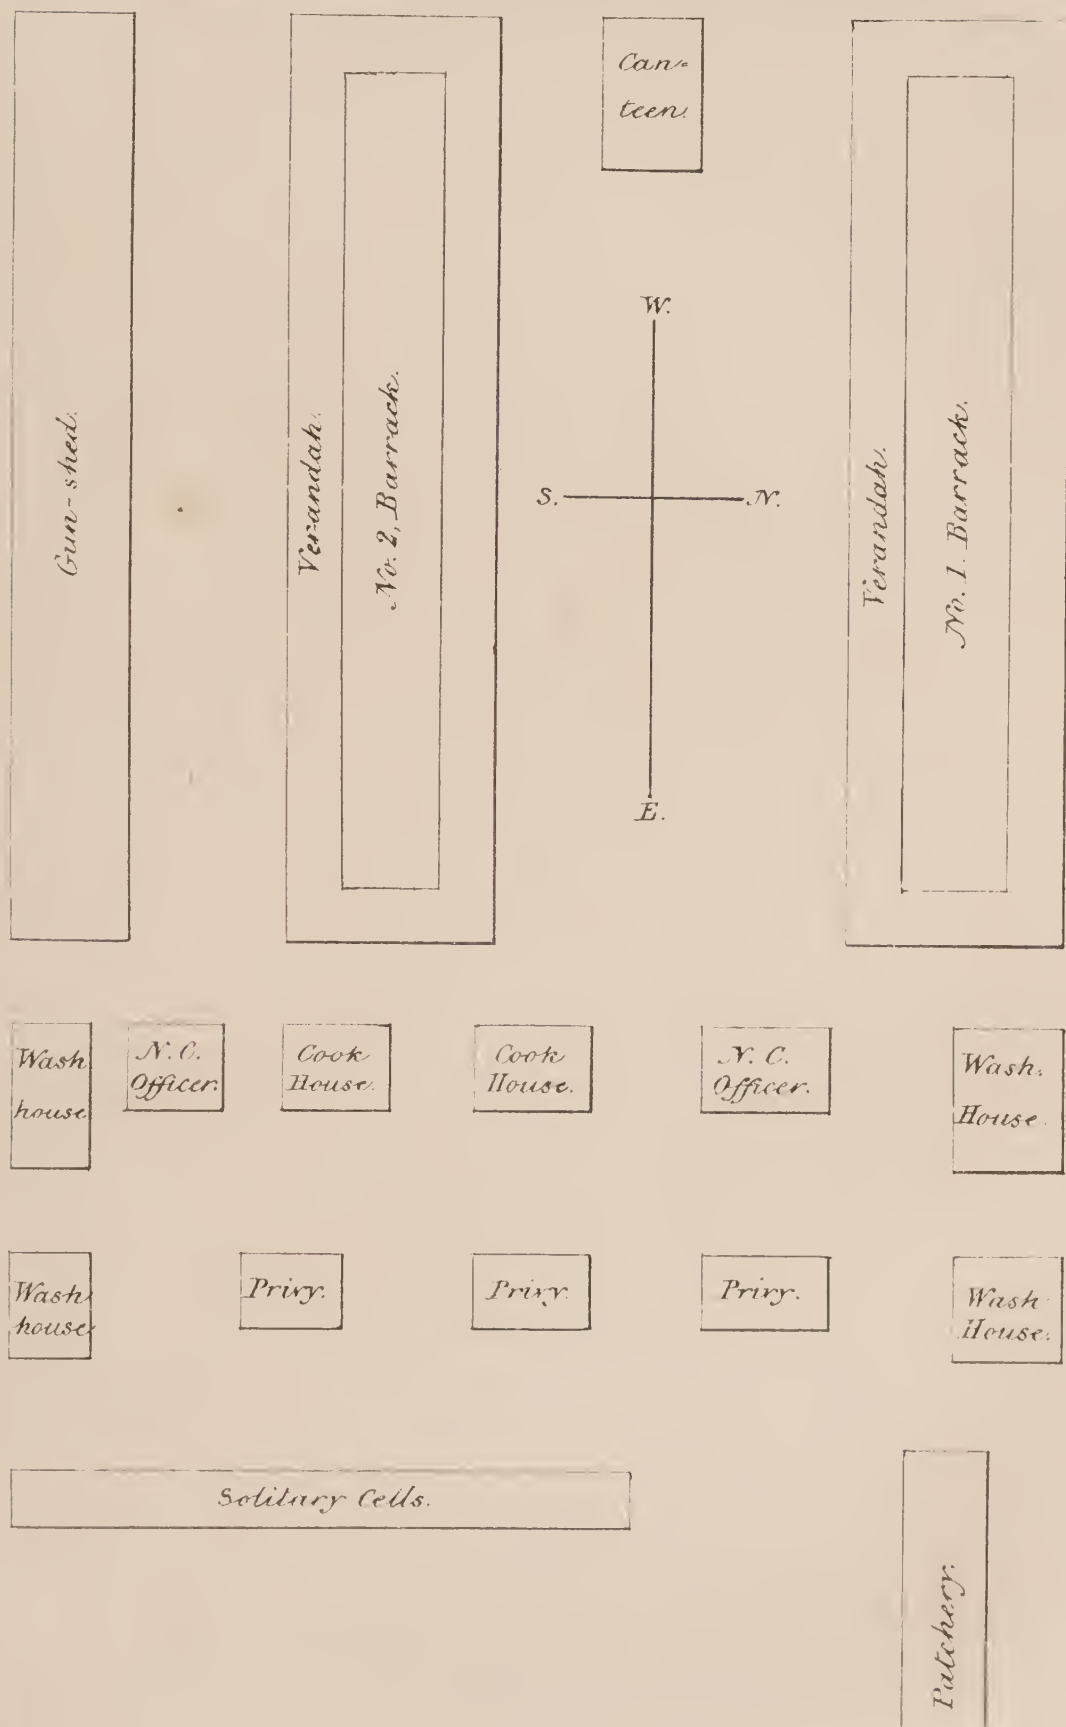 Can-
teen.
W.
S.
N.
E.
Gun-shed.
Verandah.
No. 2, Barrack.
Verandah.
No. 1. Barrack.
Wash
house
N. C.
Officer.
Cook
House.
Cook
House.
N. C.
Officer.
Wash.
House.
Wash
house
Privy.
Privy.
Privy.
Wash
House.
Solitary Cells.
Patchery.